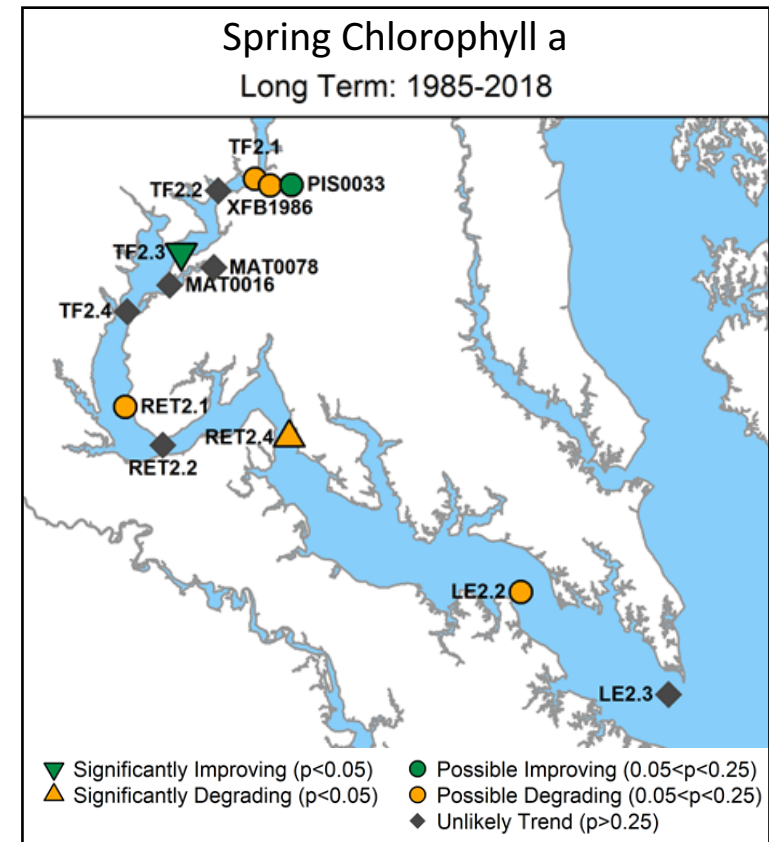 Spring Chlorophyll a
Long Term: 1985-2018
TF2.1
TF2.2
PIS0033
XFB1986
TF2.3
MAT0078
MAT0016
TF2.4
RET2.1
RET2.4
RET2.2
LE2.2
LE2.3
Significantly Improving (p<0.05)
Possible Improving (0.05<p<0.25)
Significantly Degrading (p<0.05)
Possible Degrading (0.05<p<0.25)
Unlikely Trend (p>0.25)